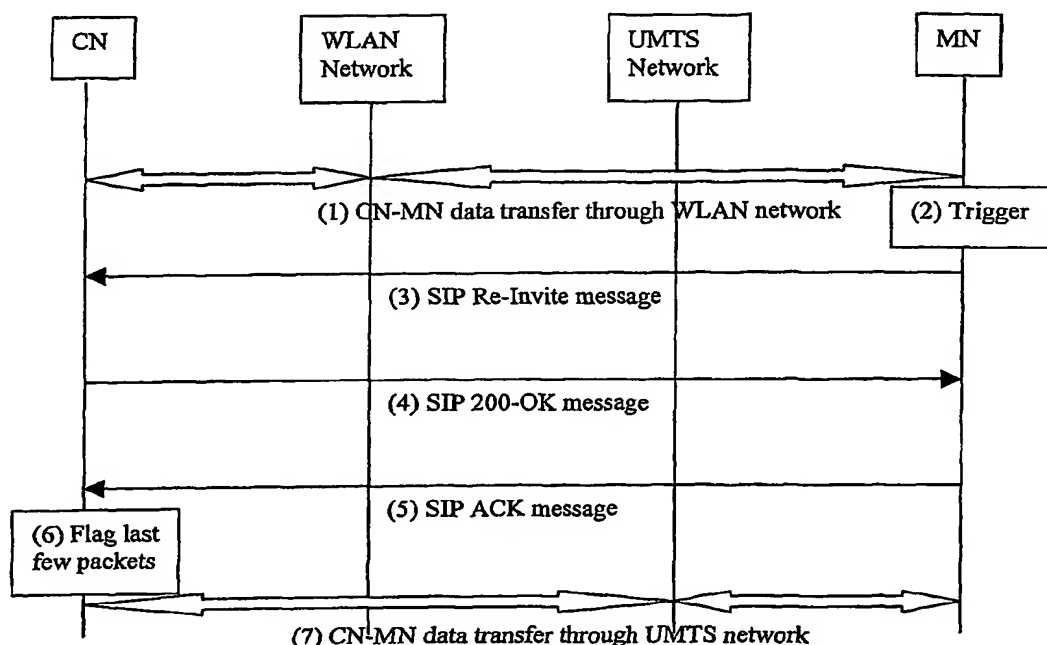 CN
WLAN
Network
UMTS
Network
MN
(1) CN-MN data transfer through WLAN network
(2) Trigger
(3) SIP Re-Invite message
(4) SIP 200-OK message
(5) SIP ACK message
(6) Flag last
few packets
(7) CN-MN data transfer through UMTS network